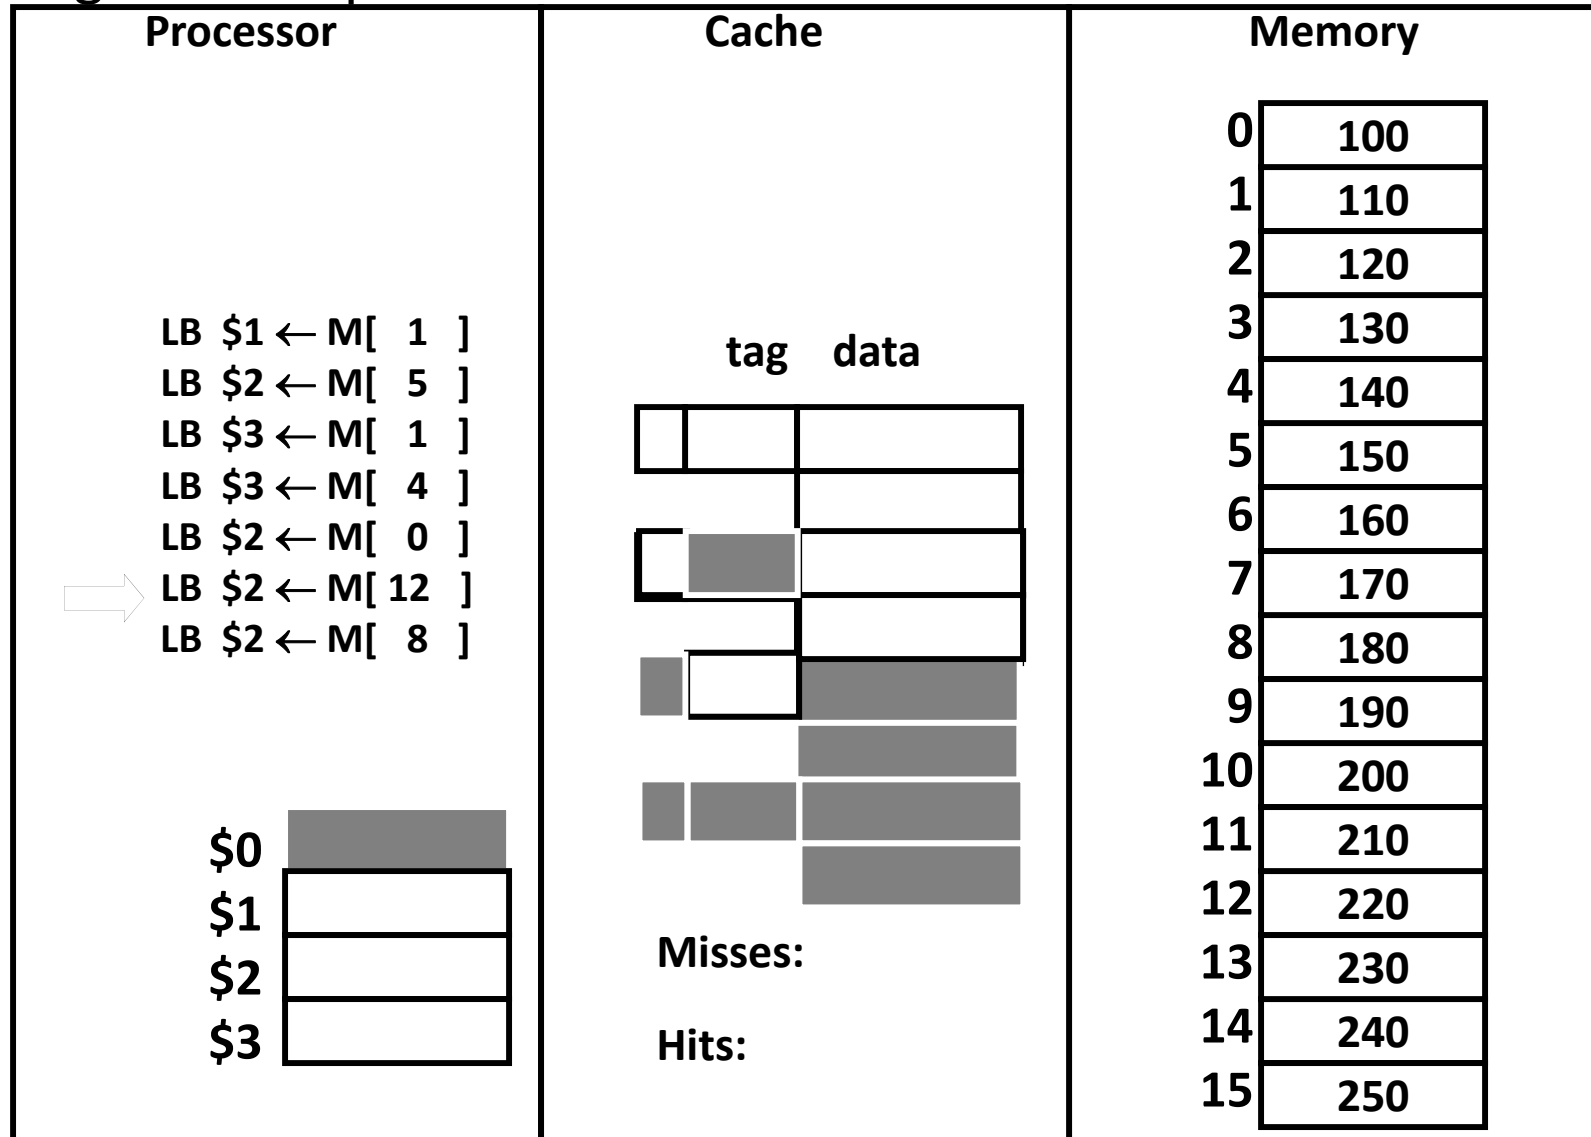 Processor
LB $1 ← M[ 1 ]
LB $2 ← M[ 5 ]
LB $3 ← M[ 1 ]
LB $3 ← M[ 4 ]
LB $2 ← M[ 0 ]
LB $2 ← M[ 12 ]
LB $2 ← M[ 8 ]
$0
$1
$2
$3
Cache
tag data
Misses:
Hits:
Memory
0 100
1 110
2 120
3 130
4 140
5 150
6 160
7 170
8 180
9 190
10 200
11 210
12 220
13 230
14 240
15 250